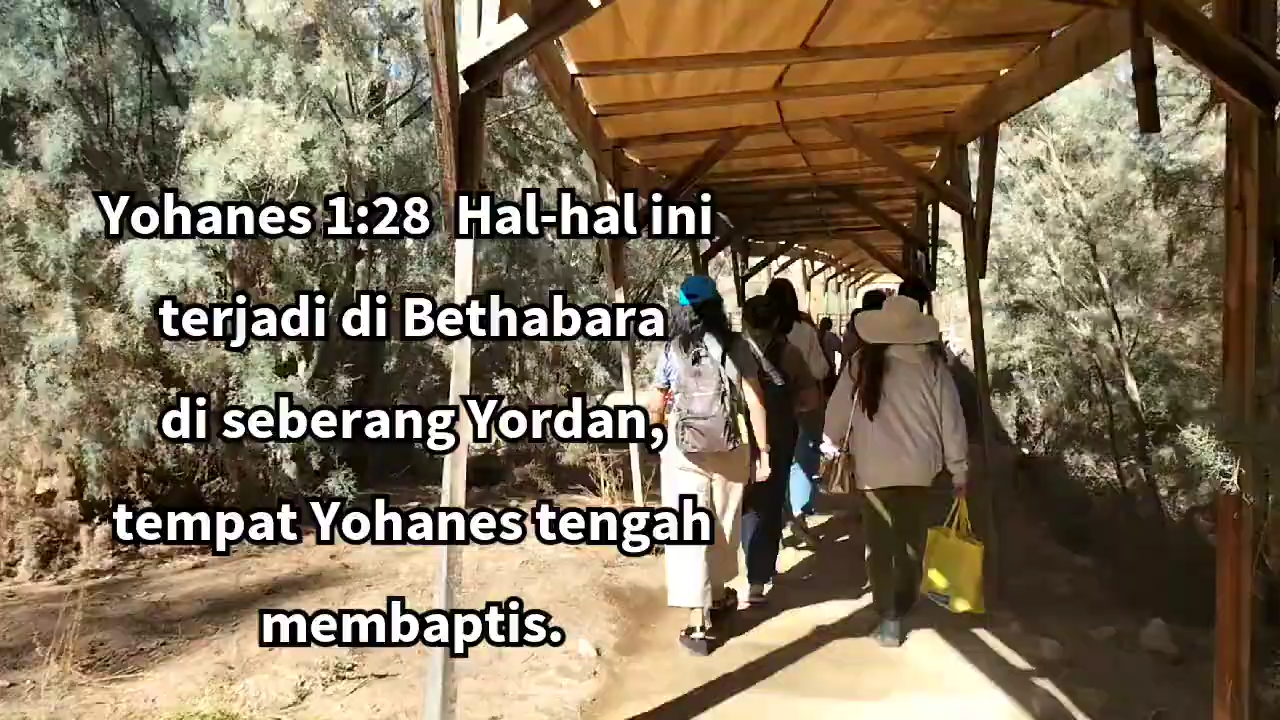 Yohanes 1:28  Hal-hal ini
terjadi di Bethabara
di seberang Yordan,
tempat Yohanes tengah
membaptis.